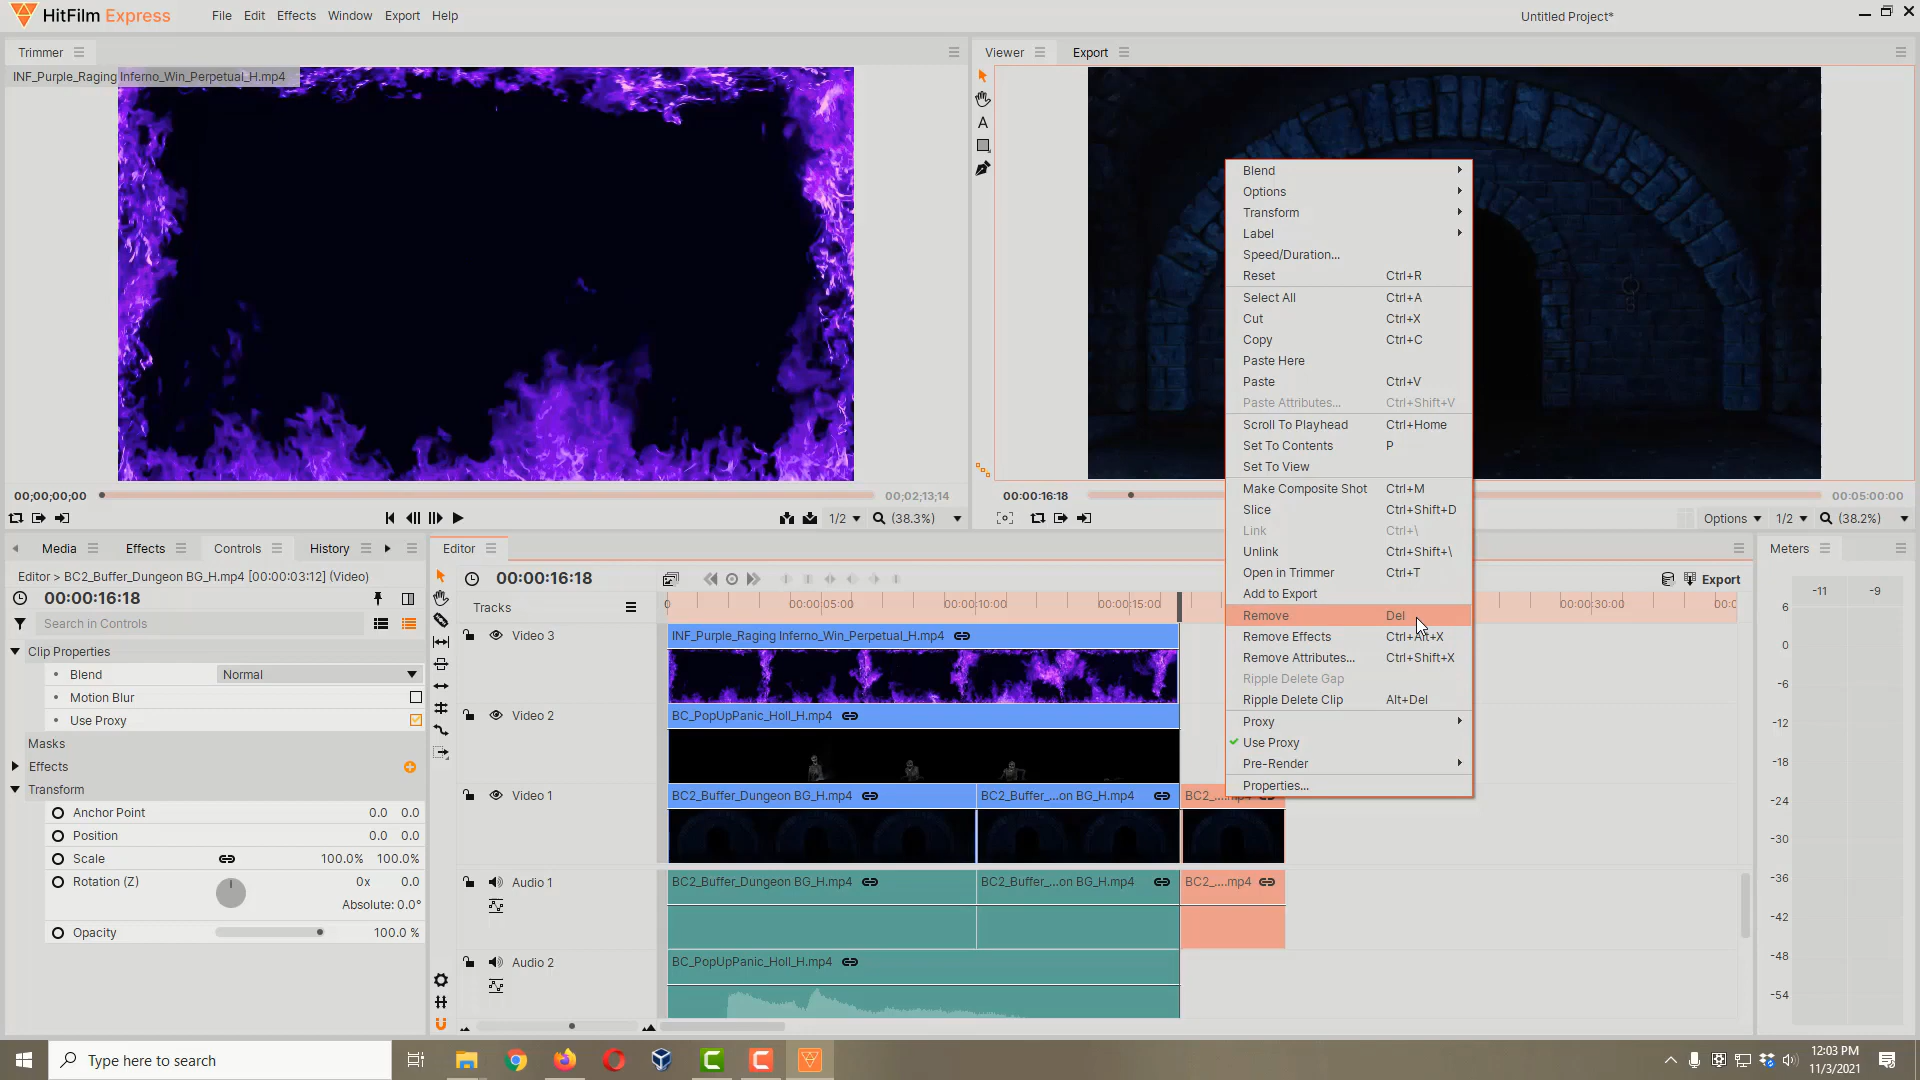 HitFilm Express
File Edit Effects Window Export Help
Untitled Project*
Trimmer
INF_Purple_Raging Inferno_Win_Perpetual_H.mp4
Viewer Export
A
00;00;00;00
00;02;13;14
1/2 (38.3%)
00:00:16:18
00:05:00:00
Options 1/2 (38.2%)
Blend
Options
Transform
Label
Speed/Duration...
Reset Ctrl+R
Select All Ctrl+A
Cut Ctrl+X
Copy Ctrl+C
Paste Here
Paste Ctrl+V
Paste Attributes... Ctrl+Shift+V
Scroll To Playhead Ctrl+Home
Set To Contents P
Set To View
Make Composite Shot Ctrl+M
Slice Ctrl+Shift+D
Link Ctrl+\
Unlink Ctrl+Shift+\
Open in Trimmer Ctrl+T
Add to Export
Remove Del
Remove Effects Ctrl+Alt+X
Remove Attributes... Ctrl+Shift+X
Ripple Delete Gap
Ripple Delete Clip Alt+Del
Proxy
Use Proxy
Pre-Render
Properties...
Media Effects Controls History
Editor > BC2_Buffer_Dungeon BG_H.mp4 [00:00:03:12] (Video)
00:00:16:18
Search in Controls
Clip Properties
Blend Normal
Motion Blur
Use Proxy
Masks
Effects
Transform
Anchor Point 0.0 0.0
Position 0.0 0.0
Scale 100.0% 100.0%
Rotation (Z) 0x 0.0
Absolute: 0.0°
Opacity 100.0 %
Editor
00:00:16:18
Export
Tracks
0 00:00:05:00 00:00:10:00 00:00:15:00 00:00:30:00 00:0
Video 3
INF_Purple_Raging Inferno_Win_Perpetual_H.mp4
Video 2
BC_PopUpPanic_Holl_H.mp4
Video 1
BC2_Buffer_Dungeon BG_H.mp4 BC2_Buffer_...on BG_H.mp4 BC2_....mp4
Audio 1
BC2_Buffer_Dungeon BG_H.mp4 BC2_Buffer_...on BG_H.mp4 BC2_....mp4
Audio 2
BC_PopUpPanic_Holl_H.mp4
Meters
-11 -9
6
0
-6
-12
-18
-24
-30
-36
-42
-48
-54
Type here to search
12:03 PM
11/3/2021